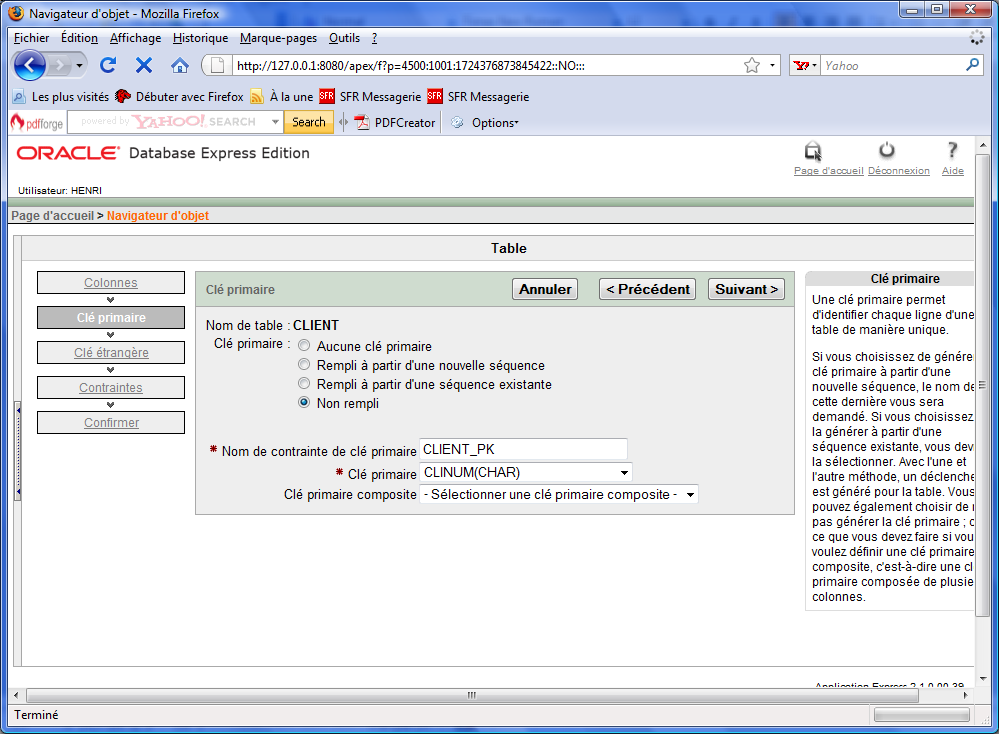 Navigateur d'objet - Mozilla Firefox
Fichier Édition Affichage Historique Marque-pages Outils ?
http://127.0.0.1:8080/apex/f?p=4500:1001:1724376873845422::NO:::
Yahoo
Les plus visités Débuter avec Firefox À la une SFR SFR Messagerie SFR SFR Messagerie
pdfforge powered by YAHOO! SEARCH Search PDFCreator Options
ORACLE Database Express Edition
Page d'accueil Déconnexion Aide
Utilisateur: HENRI
Page d'accueil > Navigateur d'objet
Table
Colonnes
Clé primaire
Clé étrangère
Contraintes
Confirmer
Clé primaire Annuler < Précédent Suivant >
Nom de table : CLIENT
Clé primaire : Aucune clé primaire
Rempli à partir d'une nouvelle séquence
Rempli à partir d'une séquence existante
Non rempli
* Nom de contrainte de clé primaire CLIENT_PK
* Clé primaire CLINUM(CHAR)
Clé primaire composite - Sélectionner une clé primaire composite -
Clé primaire
Une clé primaire permet
d'identifier chaque ligne d'une
table de manière unique.
Si vous choisissez de génére
clé primaire à partir d'une
nouvelle séquence, le nom de
cette dernière vous sera
demandé. Si vous choisissez
la générer à partir d'une
séquence existante, vous dev
la sélectionner. Avec l'une et
l'autre méthode, un déclenche
est généré pour la table. Vous
pouvez également choisir de
pas générer la clé primaire ; c
ce que vous devez faire si vou
voulez définir une clé primaire
composite, c'est-à-dire une cl
primaire composée de plusie
colonnes.
Application Express 2.1.0.00.39
Terminé